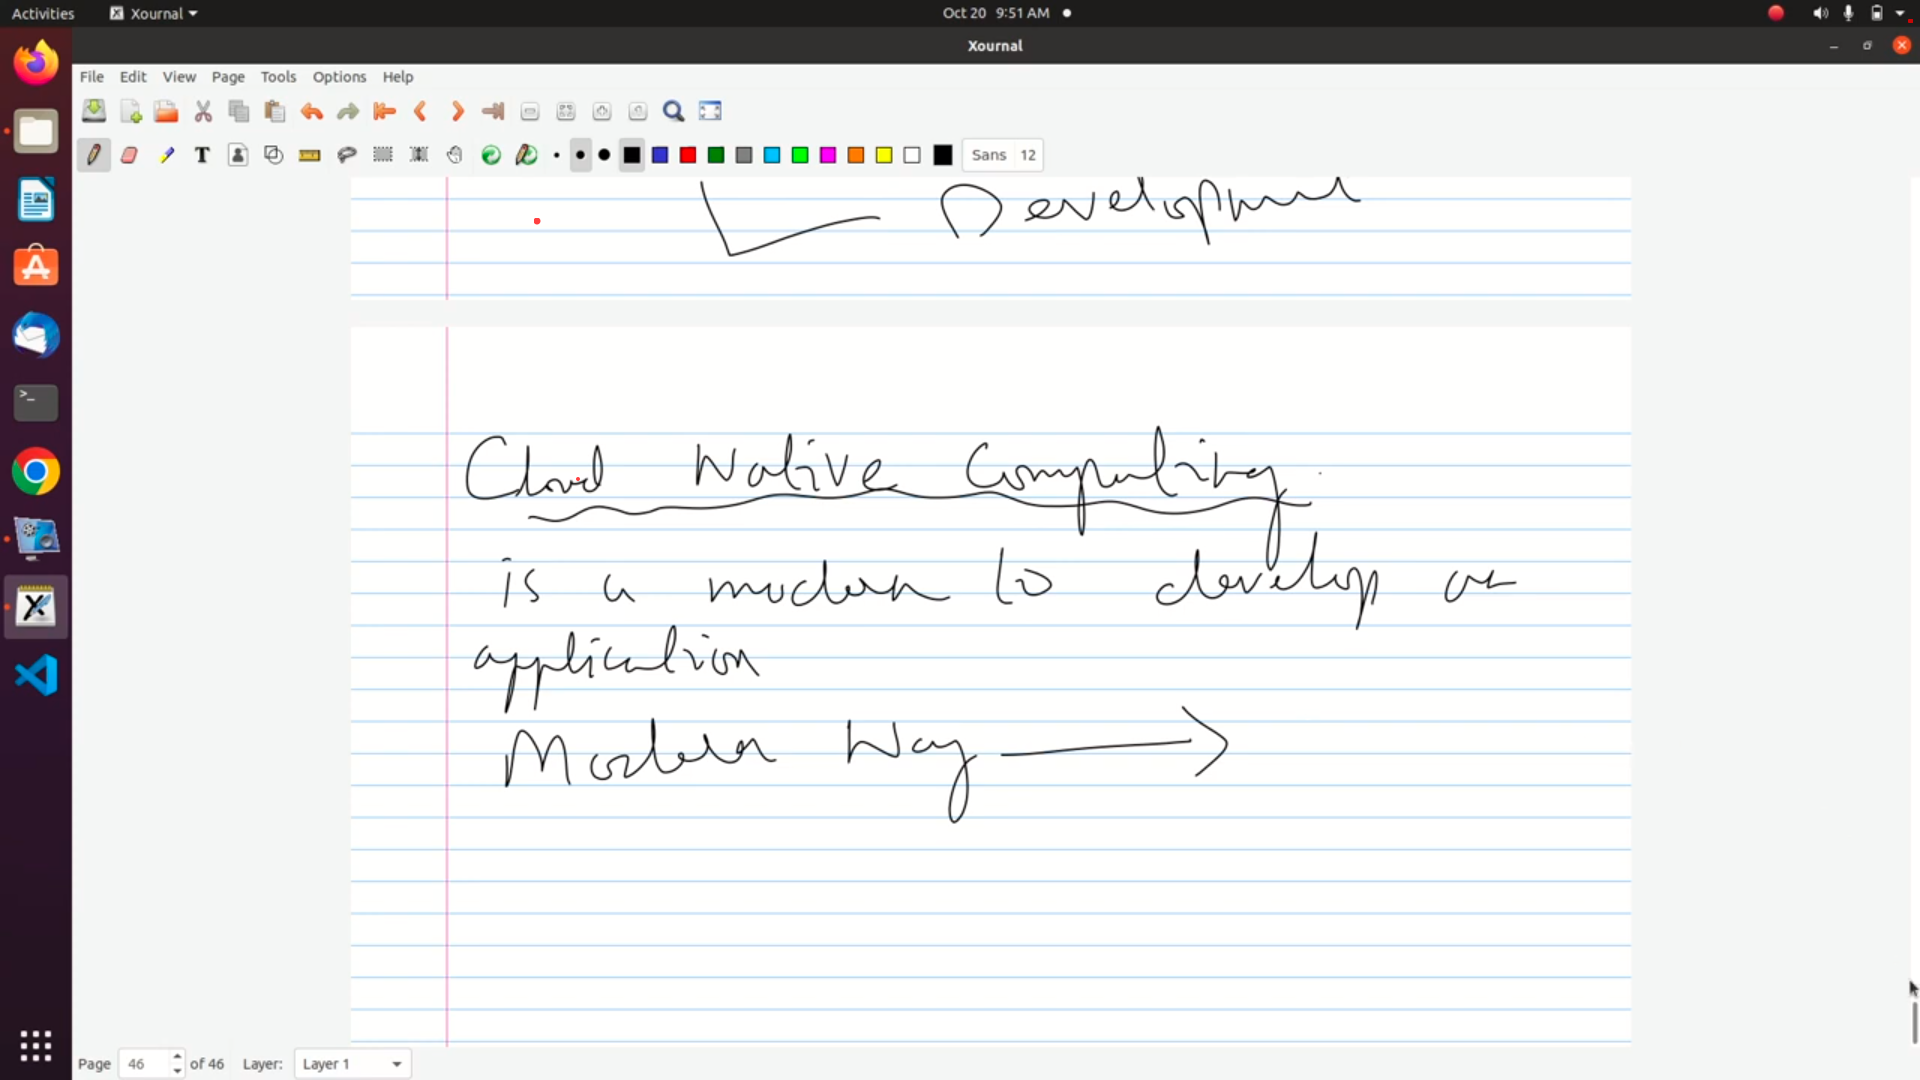 Activities Xournal Oct 20 9:51 AM
Xournal
File Edit View Page Tools Options Help
T Sans 12
Development
Cloud Native Computing
is a modern to develop an
application
Modern Way
Page 46 of 46 Layer: Layer 1